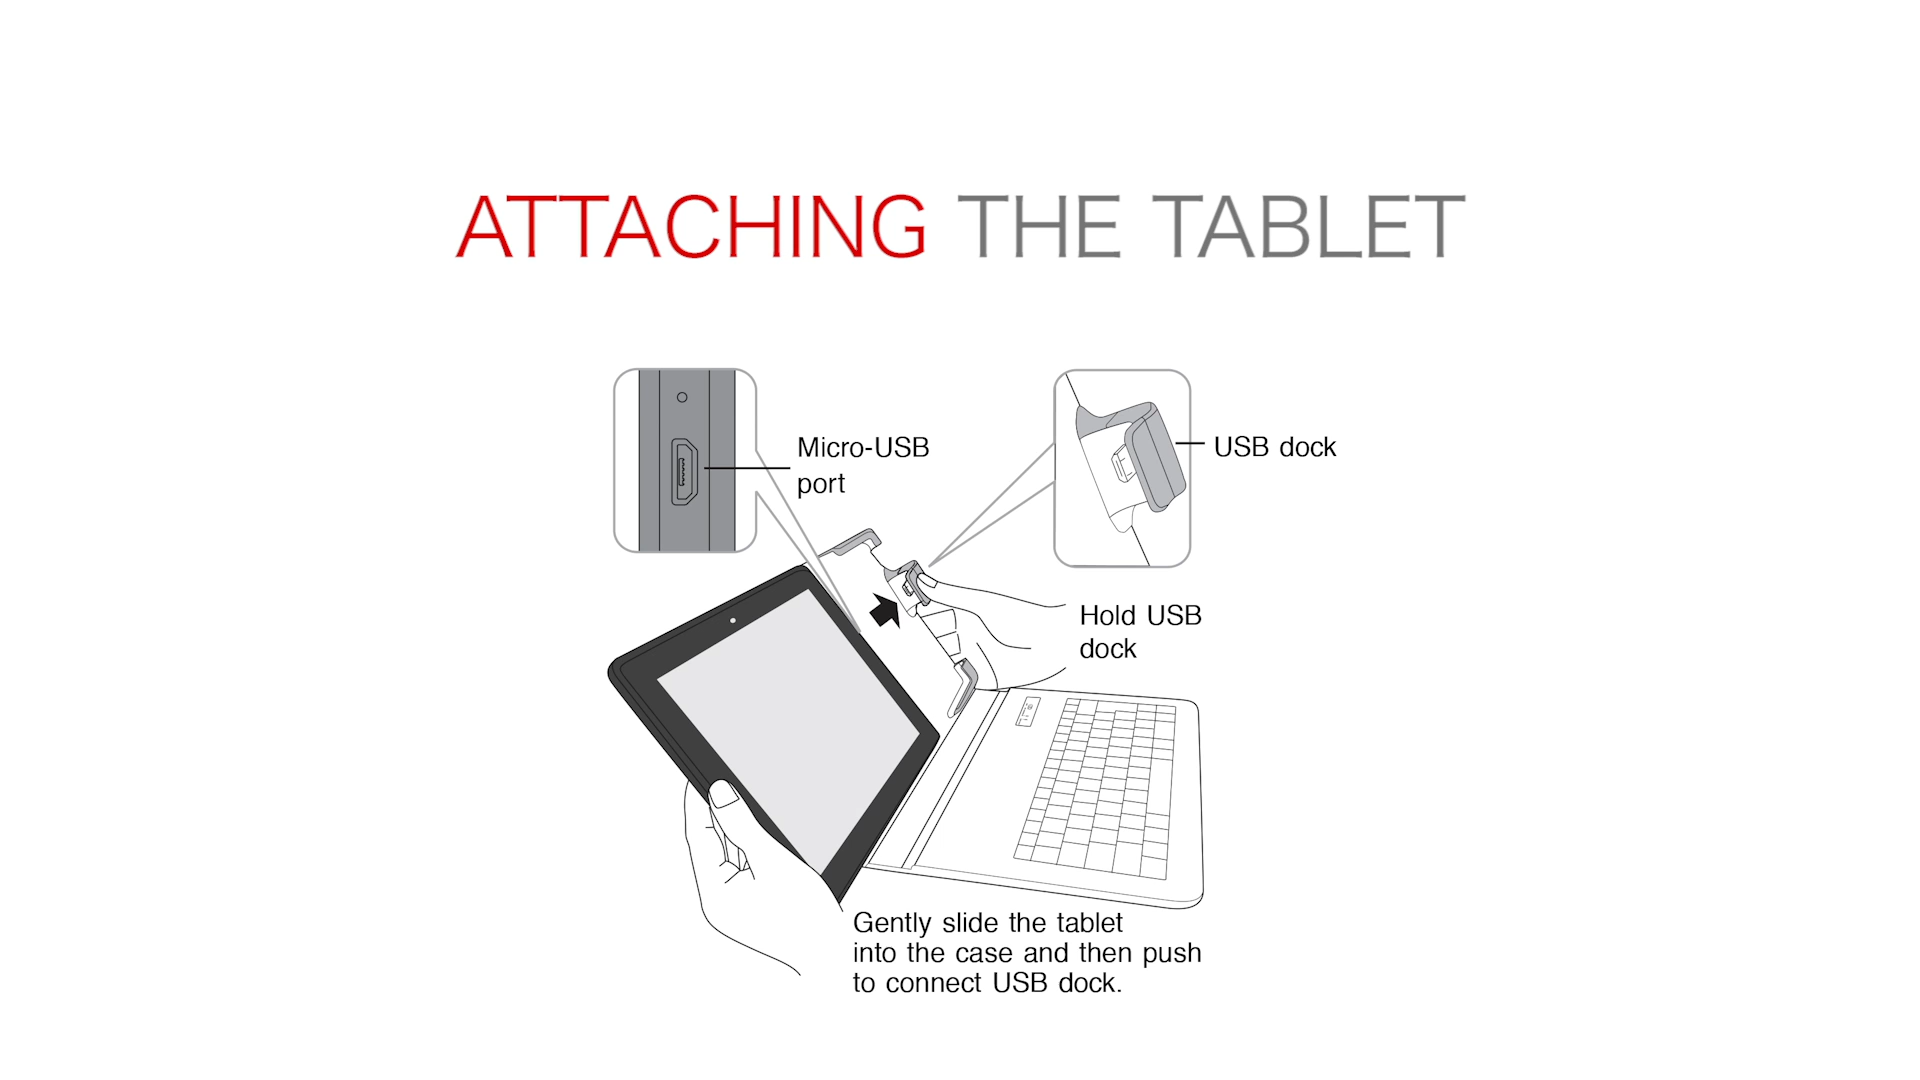 ATTACHING THE TABLET
Micro-USB
port
USB dock
Hold USB
dock
Gently slide the tablet
into the case and then push
to connect USB dock.